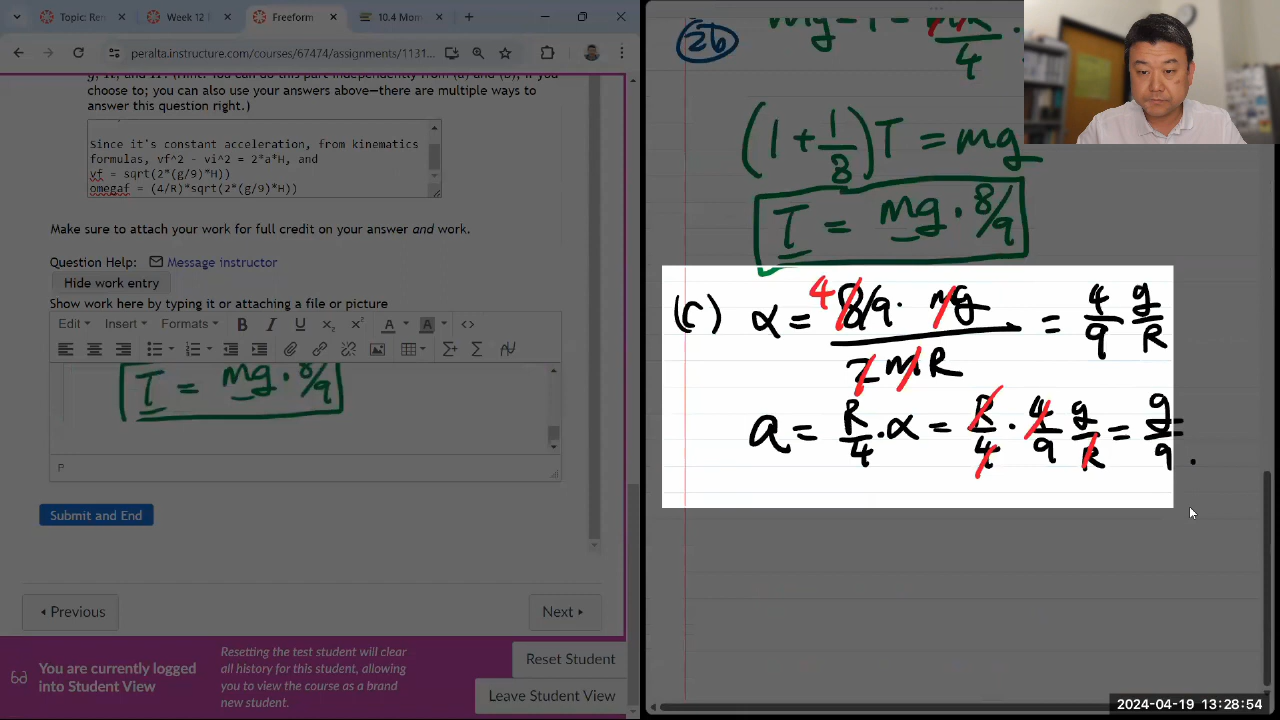 Topic: Rer
Week 12
Freeform
10.4 Mom
peralta.instructure.com/courses/67474/assignments/1131
choose to; you can also use your answers above—there are multiple ways to
answer this question right.)
Since it's constant acceleration, from kinematics
formulas, vf^2 - vi^2 = 2*a*H, and
vf = sqrt(2*(g/9)*H))
omegaf = (4/R)*sqrt(2*(g/9)*H))
Make sure to attach your work for full credit on your answer and work.
Question Help: Message instructor
Hide work entry
Show work here by typing it or attaching a file or picture
Edit Insert Formats B I U x₂ x² A A <>
T = mg · 8/9
P
Submit and End
Previous
Next
You are currently logged
into Student View
Resetting the test student will clear
all history for this student, allowing
you to view the course as a brand
new student.
Reset Student
Leave Student View
2b
mg - T = mR/4 ·
(1 + 1/8) T = mg
T = mg · 8/9
(c) α = 4 8/9 · mg / 2mR = 4/9 g/R
a = R/4 · α = R/4 · 4/9 g/R = g/9
2024-04-19 13:28:54